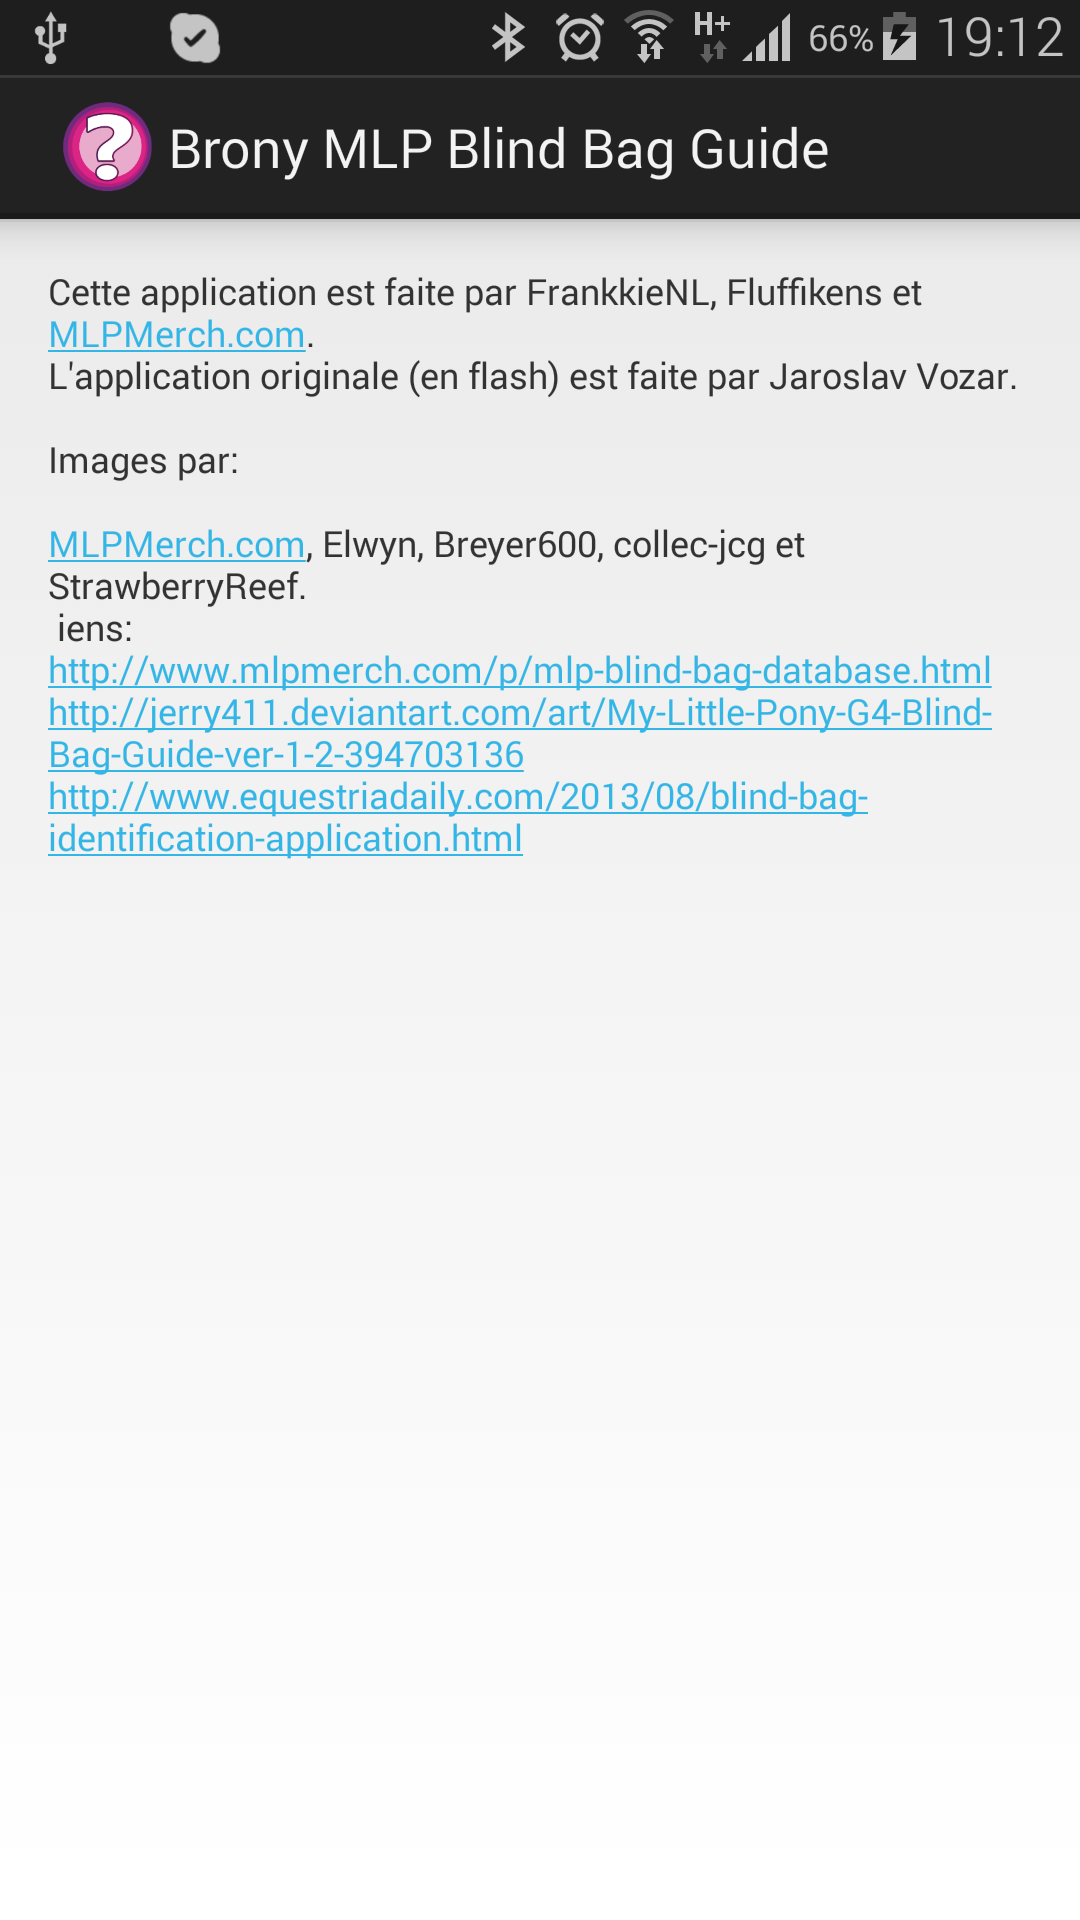 H+ 66% 19:12
? Brony MLP Blind Bag Guide
Cette application est faite par FrankkieNL, Fluffikens et
MLPMerch.com.
L'application originale (en flash) est faite par Jaroslav Vozar.
Images par:
MLPMerch.com, Elwyn, Breyer600, collec-jcg et
StrawberryReef.
iens:
http://www.mlpmerch.com/p/mlp-blind-bag-database.html
http://jerry411.deviantart.com/art/My-Little-Pony-G4-Blind-
Bag-Guide-ver-1-2-394703136
http://www.equestriadaily.com/2013/08/blind-bag-
identification-application.html